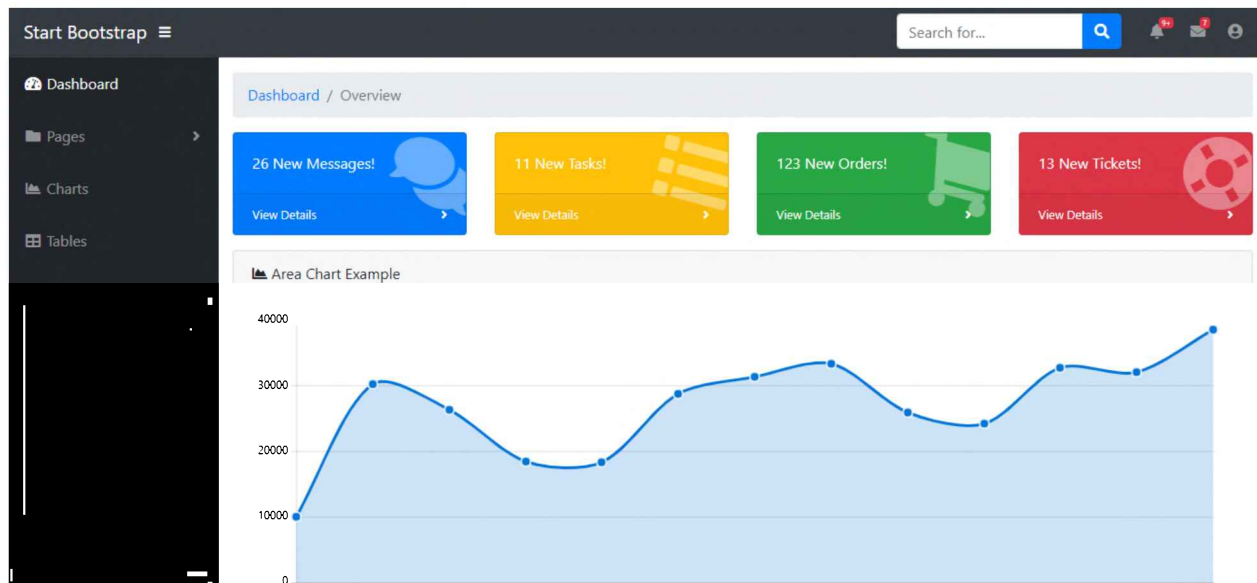 Start Bootstrap
Search for...
9+
7
Dashboard
Pages
Charts
Tables
Dashboard / Overview
26 New Messages!
View Details
11 New Tasks!
View Details
123 New Orders!
View Details
13 New Tickets!
View Details
Area Chart Example
40000
30000
20000
10000
0